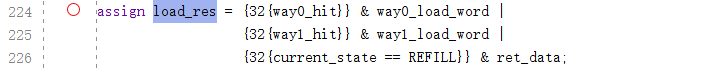 224 assign load_res = {32{way0_hit}} & way0_load_word |
225 {32{way1_hit}} & way1_load_word |
226 {32{current_state == REFILL}} & ret_data;